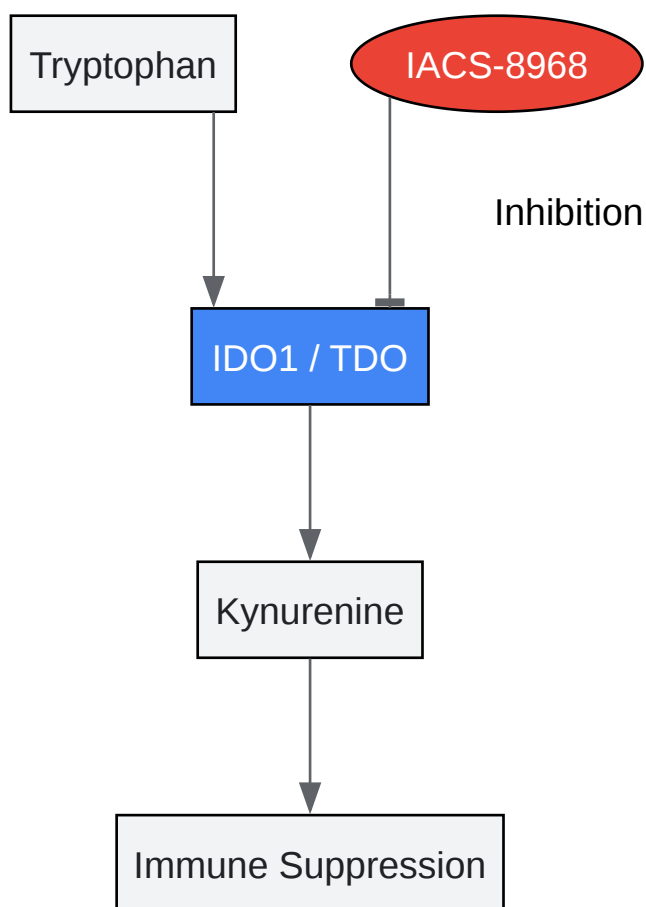 Tryptophan
IACS-8968
Inhibition
IDO1 / TDO
Kynurenine
Immune Suppression